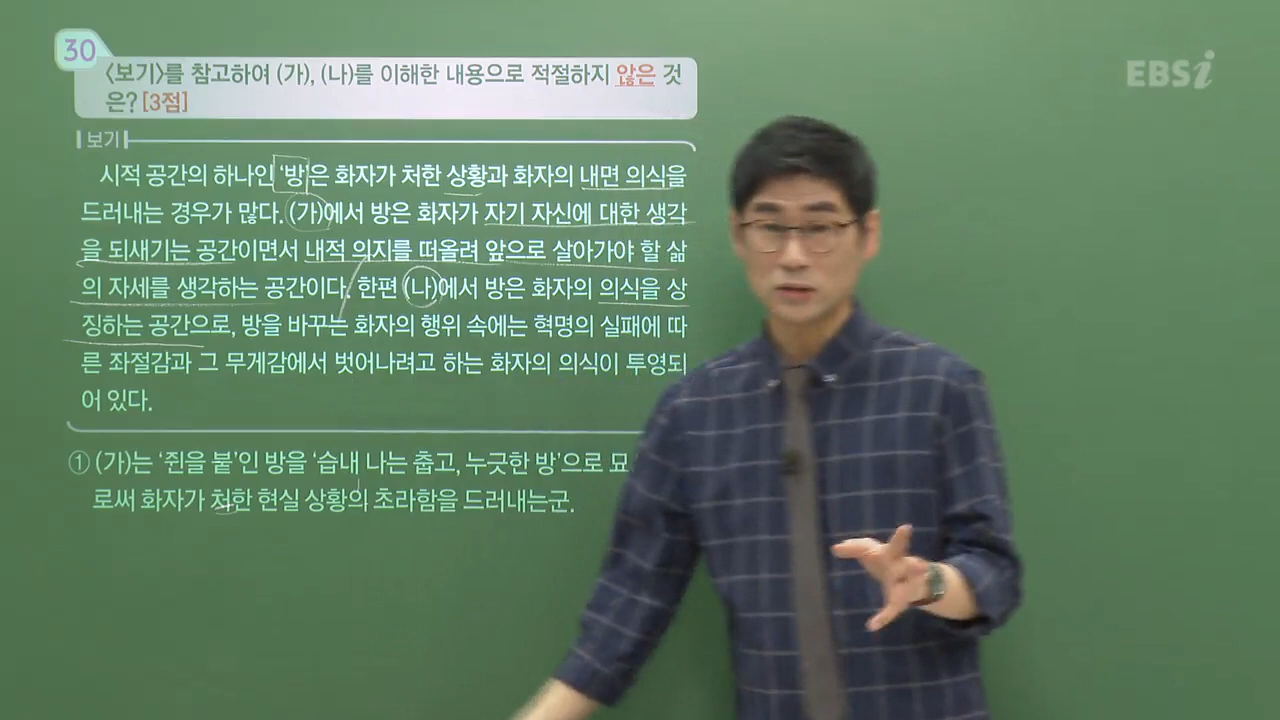 30
〈보기〉를 참고하여 (가), (나)를 이해한 내용으로 적절하지 않은 것
은? [3점]
EBSi
보기
시적 공간의 하나인 '방'은 화자가 처한 상황과 화자의 내면 의식을
드러내는 경우가 많다. (가)에서 방은 화자가 자기 자신에 대한 생각
을 되새기는 공간이면서 내적 의지를 떠올려 앞으로 살아가야 할 삶
의 자세를 생각하는 공간이다. 한편 (나)에서 방은 화자의 의식을 상
징하는 공간으로, 방을 바꾸는 화자의 행위 속에는 혁명의 실패에 따
른 좌절감과 그 무게감에서 벗어나려고 하는 화자의 의식이 투영되
어 있다.
① (가)는 '쥔을 붙'인 방을 '습내 나는 춥고, 누긋한 방'으로 묘
로써 화자가 처한 현실 상황의 초라함을 드러내는군.